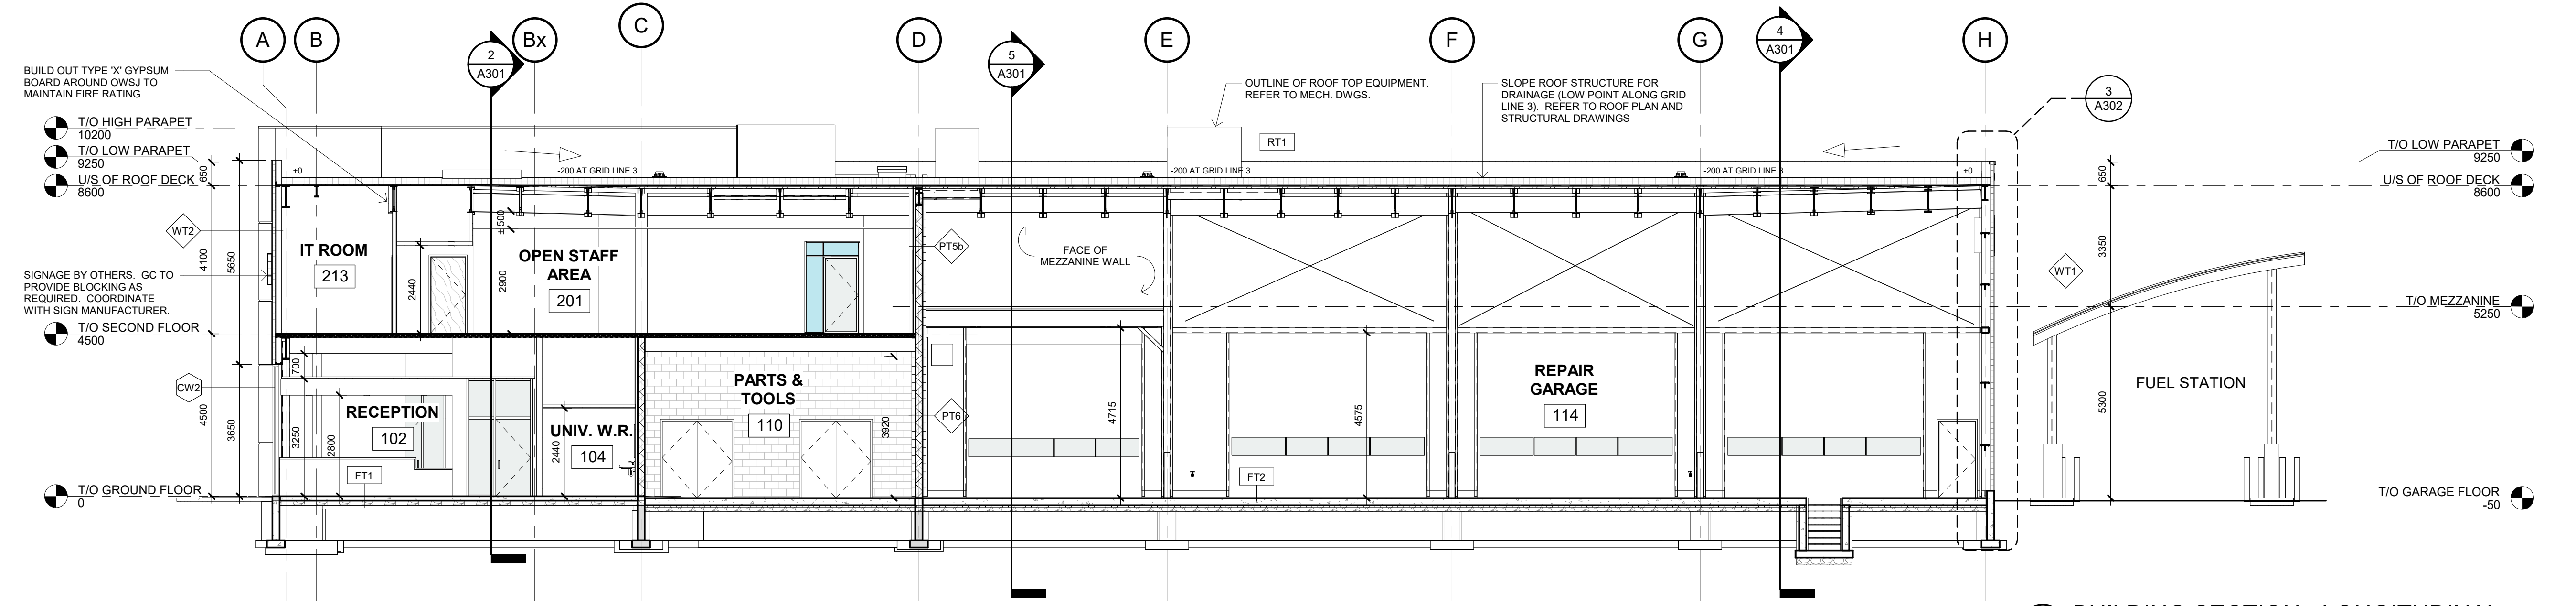 A
B
2
A301
Bx
C
D
5
A301
E
F
G
4
A301
H
BUILD OUT TYPE 'X' GYPSUM
BOARD AROUND OWSJ TO
MAINTAIN FIRE RATING
OUTLINE OF ROOF TOP EQUIPMENT.
REFER TO MECH. DWGS.
SLOPE ROOF STRUCTURE FOR
DRAINAGE (LOW POINT ALONG GRID
LINE 3). REFER TO ROOF PLAN AND
STRUCTURAL DRAWINGS
3
A302
T/O HIGH PARAPET
10200
T/O LOW PARAPET
9250
U/S OF ROOF DECK
8600
650
+0
-200 AT GRID LINE 3
RT1
-200 AT GRID LINE 3
-200 AT GRID LINE 3
+0
650
T/O LOW PARAPET
9250
U/S OF ROOF DECK
8600
WT2
4100
5650
IT ROOM
213
2440
±500
2900
OPEN STAFF
AREA
201
PT5b
FACE OF
MEZZANINE WALL
WT1
3350
SIGNAGE BY OTHERS. GC TO
PROVIDE BLOCKING AS
REQUIRED. COORDINATE
WITH SIGN MANUFACTURER.
T/O SECOND FLOOR
4500
T/O MEZZANINE
5250
CW2
4500
3650
700
3250
2800
RECEPTION
102
FT1
2440
UNIV. W.R.
104
PARTS &
TOOLS
110
3920
PT6
4715
FT2
4575
REPAIR
GARAGE
114
5300
FUEL STATION
T/O GROUND FLOOR
0
T/O GARAGE FLOOR
-50